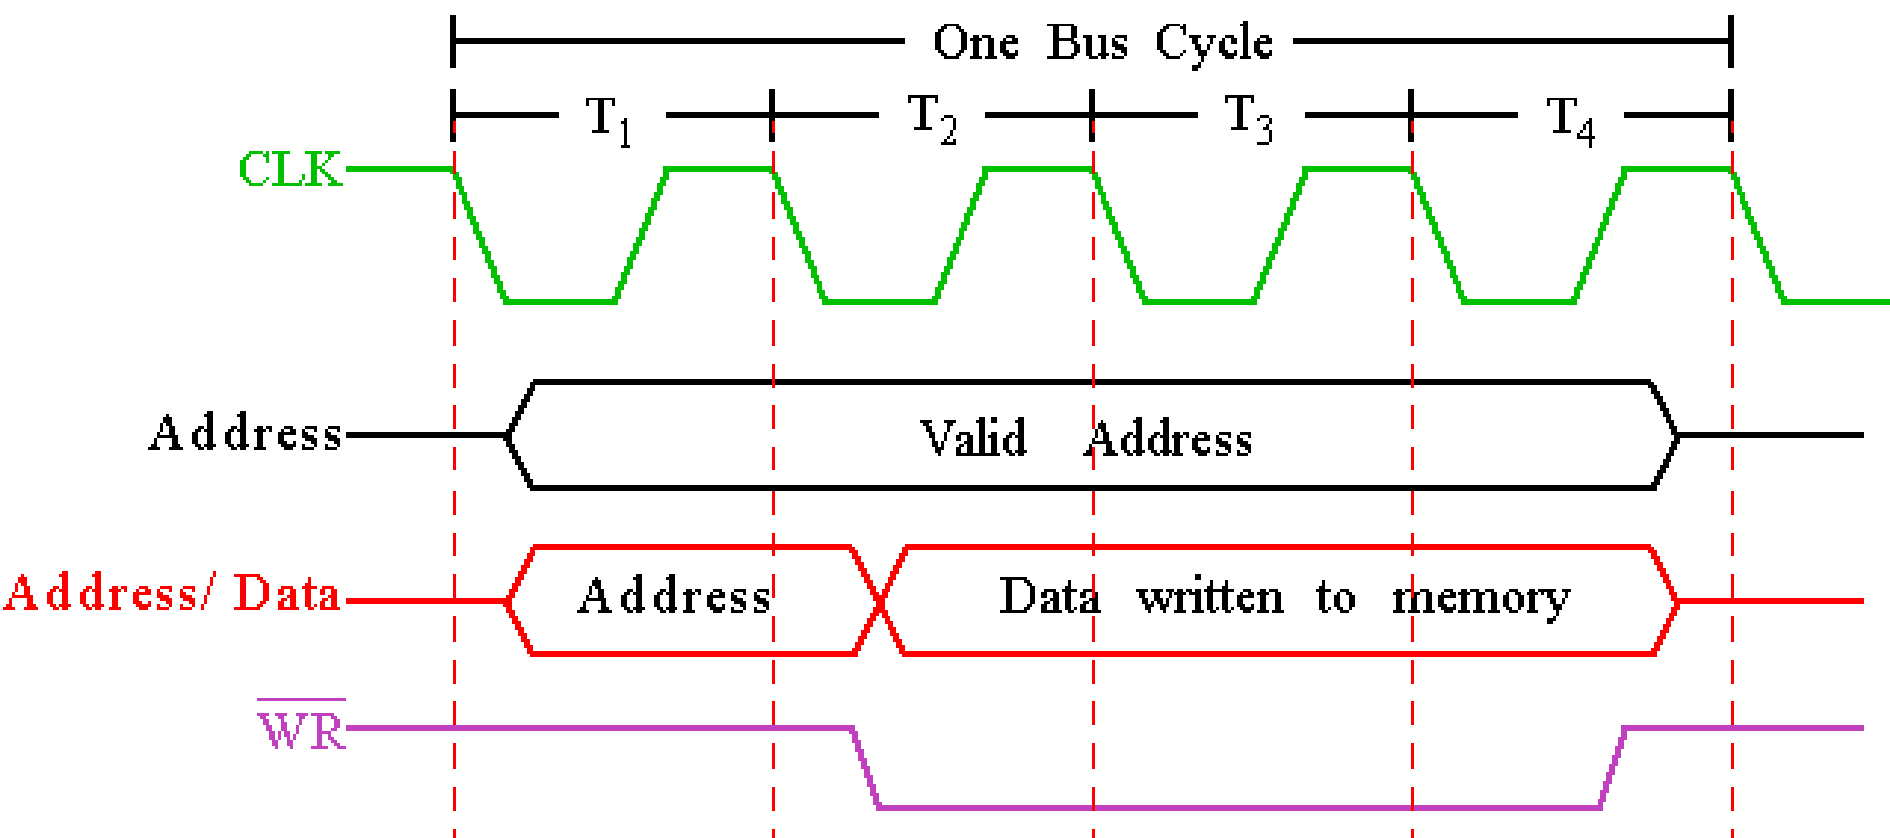 One Bus Cycle
T1 T2 T3 T4
CLK
Address
Valid Address
Address/ Data
Address
Data written to memory
WR